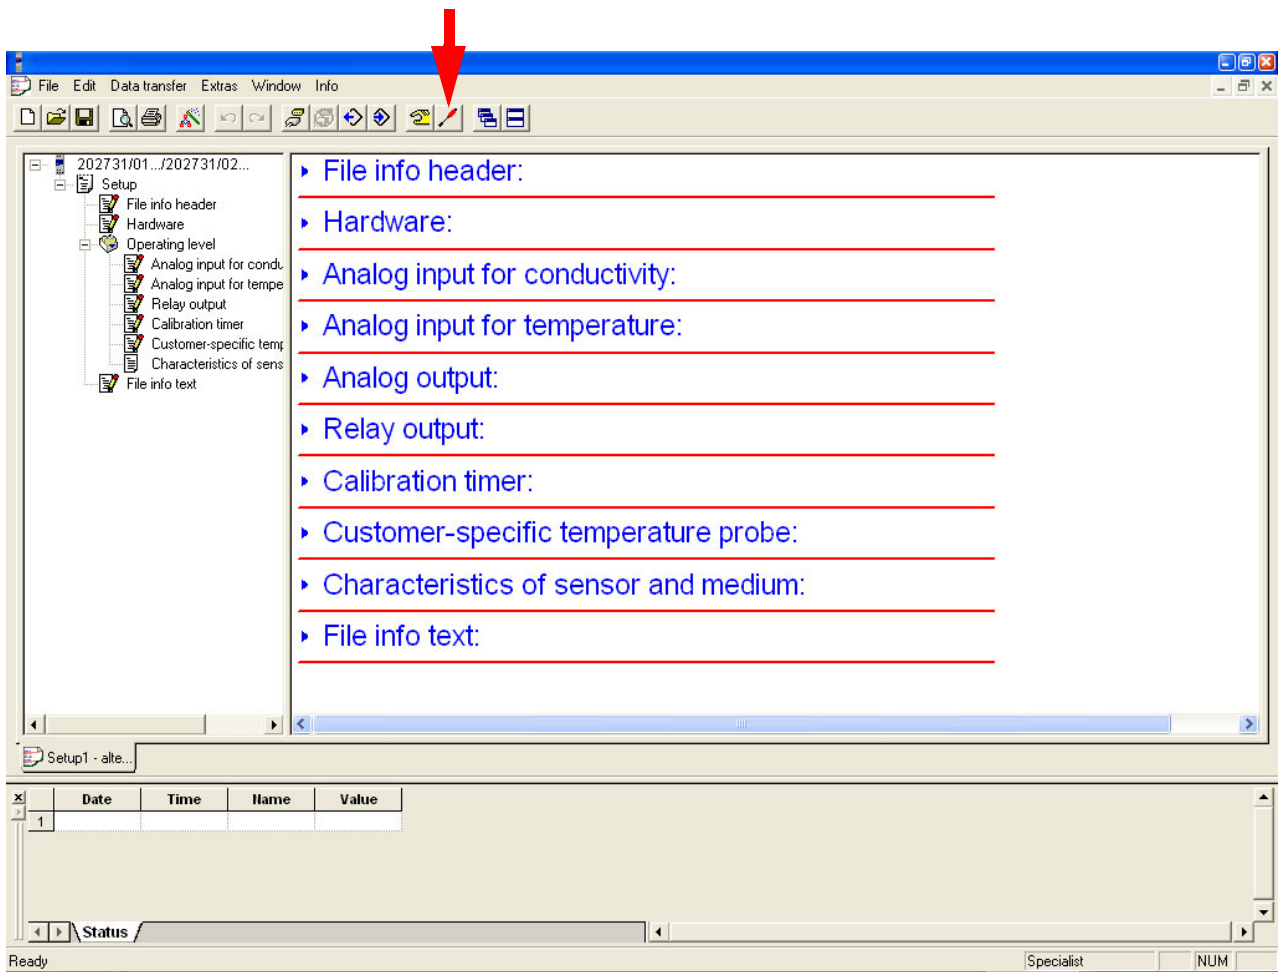 File Edit Data transfer Extras Window Info
202731/01.../202731/02...
Setup
File info header
Hardware
Operating level
Analog input for condu
Analog input for tempe
Relay output
Calibration timer
Customer-specific temp
Characteristics of sens
File info text
File info header:
Hardware:
Analog input for conductivity:
Analog input for temperature:
Analog output:
Relay output:
Calibration timer:
Customer-specific temperature probe:
Characteristics of sensor and medium:
File info text:
Setup1 - alte...
Date Time Name Value
1
Status
Ready Specialist NUM